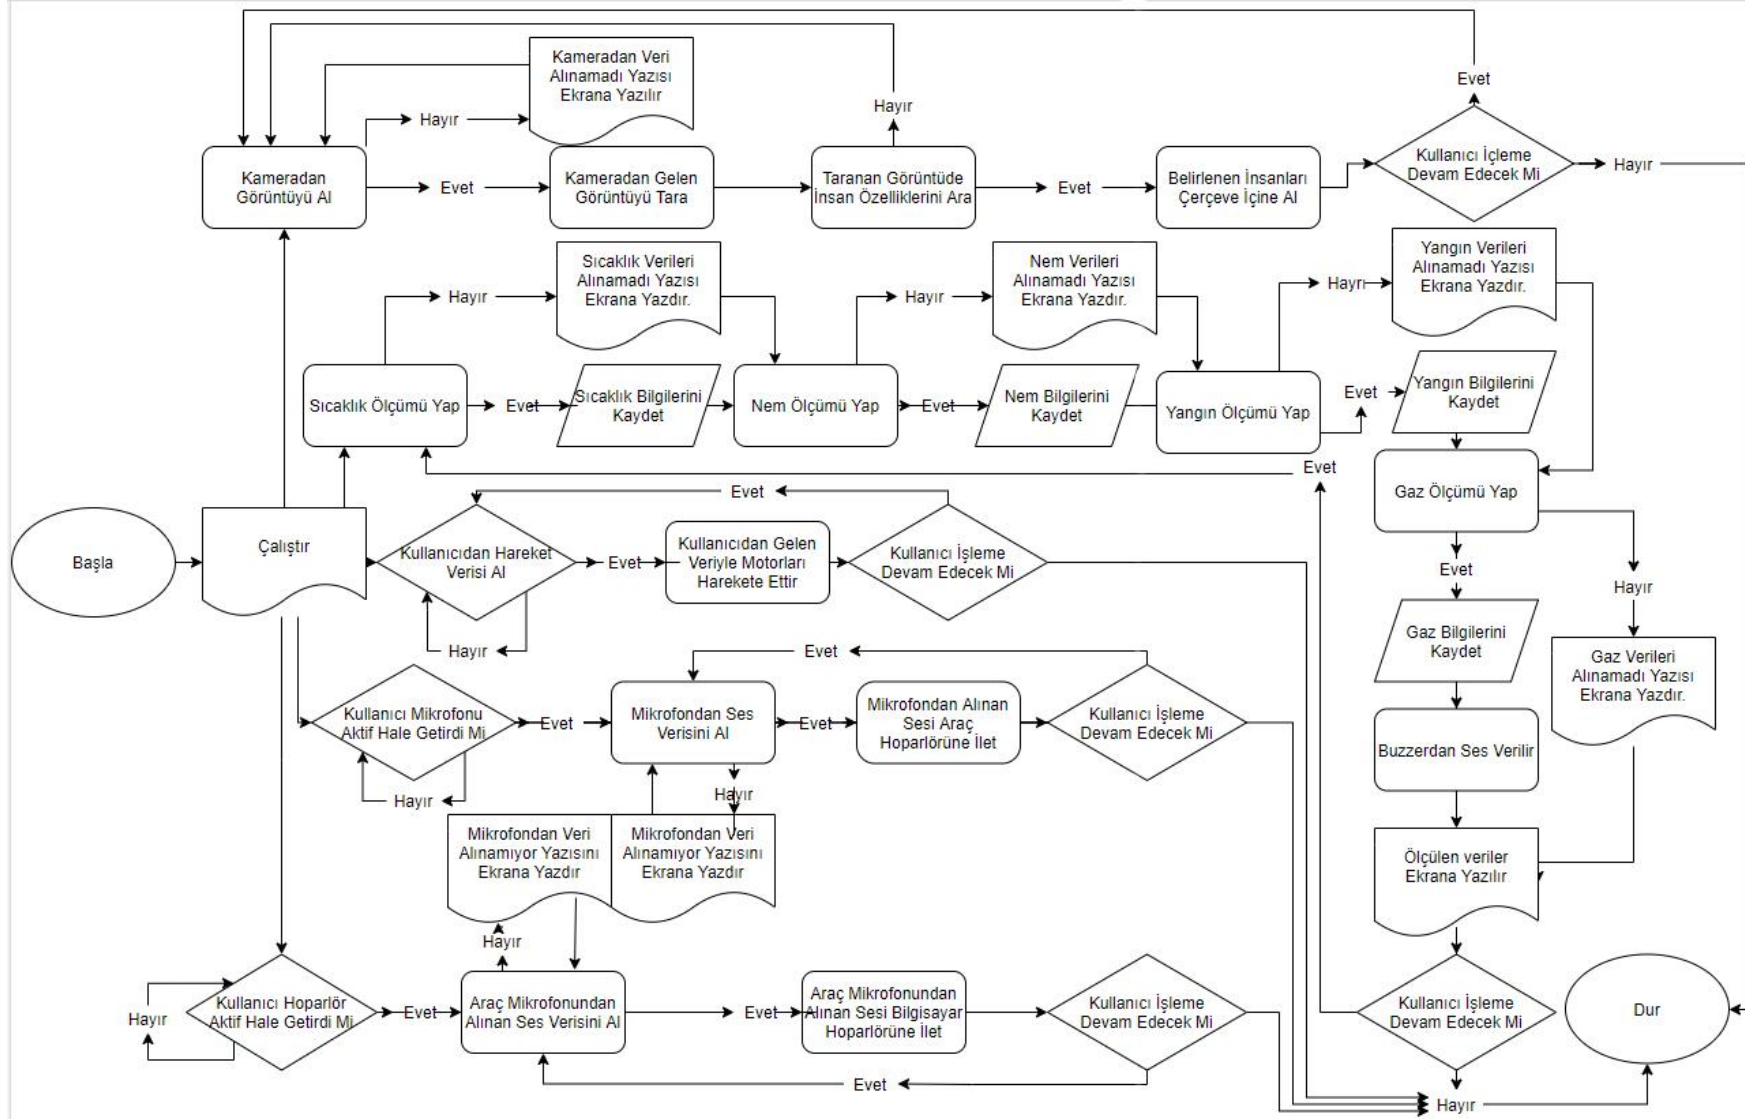 Evet
Kameradan Veri
Alınamadı Yazısı
Ekrana Yazılır
Hayır
Hayır
Kameradan
Görüntüyü Al
Evet
Kameradan Gelen
Görüntüyü Tara
Taranan Görüntüde
İnsan Özelliklerini Ara
Evet
Belirlenen İnsanları
Çerçeve İçine Al
Kullanıcı İçleme
Devam Edecek Mi
Hayır
Sıcaklık Verileri
Alınamadı Yazısı
Ekrana Yazdır.
Hayır
Nem Verileri
Alınamadı Yazısı
Ekrana Yazdır.
Hayır
Yangın Verileri
Alınamadı Yazısı
Ekrana Yazdır.
Hayrı
Sıcaklık Ölçümü Yap
Evet
Sıcaklık Bilgilerini
Kaydet
Nem Ölçümü Yap
Evet
Nem Bilgilerini
Kaydet
Yangın Ölçümü Yap
Evet
Yangın Bilgilerini
Kaydet
Evet
Gaz Ölçümü Yap
Evet
Başla
Çalıştır
Kullanıcıdan Hareket
Verisi Al
Evet
Kullanıcıdan Gelen
Veriyle Motorları
Harekete Ettir
Kullanıcı İşleme
Devam Edecek Mi
Evet
Hayır
Hayır
Gaz Bilgilerini
Kaydet
Gaz Verileri
Alınamadı Yazısı
Ekrana Yazdır.
Evet
Kullanıcı Mikrofonu
Aktif Hale Getirdi Mi
Evet
Mikrofondan Ses
Verisini Al
Evet
Mikrofondan Alınan
Sesi Araç
Hoparlörüne İlet
Kullanıcı İşleme
Devam Edecek Mi
Buzzerdan Ses Verilir
Hayır
Hayır
Mikrofondan Veri
Alınamıyor Yazısını
Ekrana Yazdır
Mikrofondan Veri
Alınamıyor Yazısını
Ekrana Yazdır
Ölçülen veriler
Ekrana Yazılır
Hayır
Hayır
Kullanıcı Hoparlör
Aktif Hale Getirdi Mi
Evet
Araç Mikrofonundan
Alınan Ses Verisini Al
Evet
Araç Mikrofonundan
Alınan Sesi Bilgisayar
Hoparlörüne İlet
Kullanıcı İşleme
Devam Edecek Mi
Kullanıcı İşleme
Devam Edecek Mi
Dur
Evet
Hayır